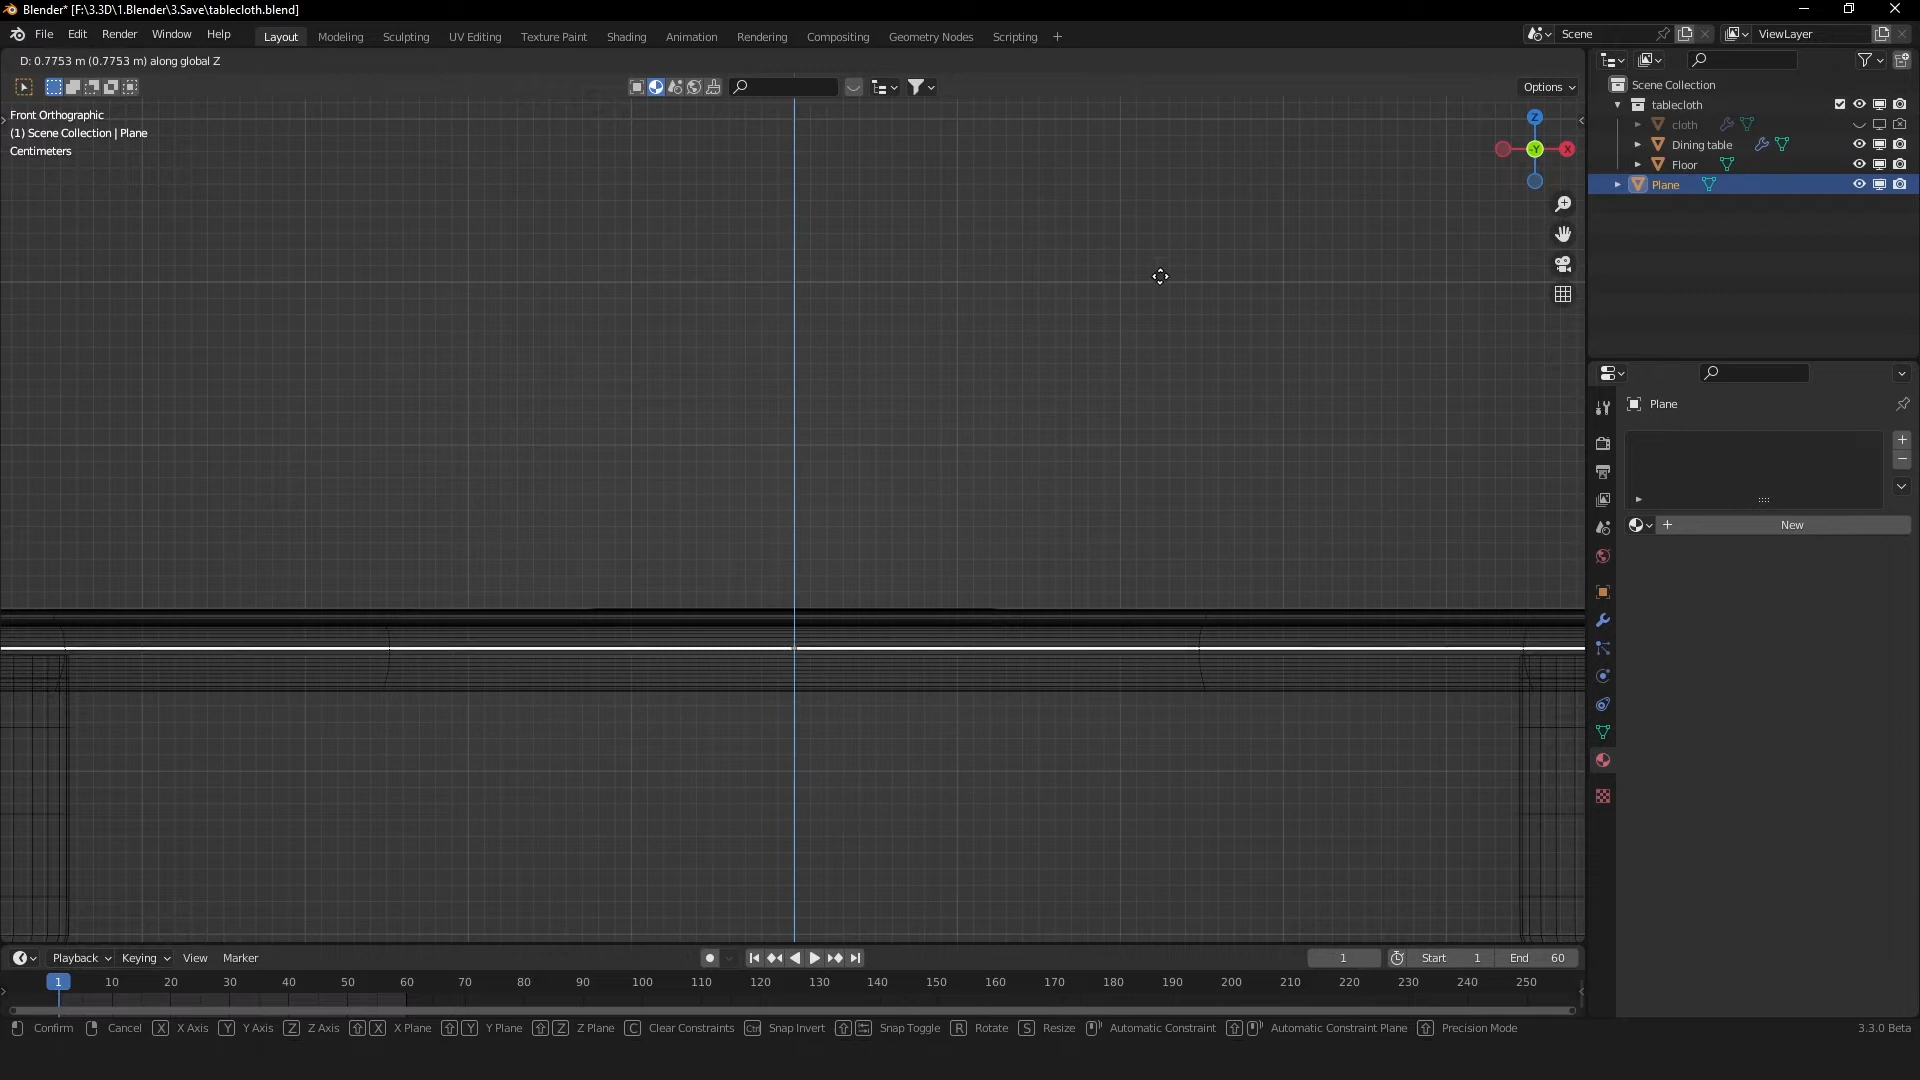 Blender* [F:\3.3D\1.Blender\3.Save\tablecloth.blend]
File Edit Render Window Help Layout Modeling Sculpting UV Editing Texture Paint Shading Animation Rendering Compositing Geometry Nodes Scripting + Scene ViewLayer
D: 0.7753 m (0.7753 m) along global Z
Options
Front Orthographic
(1) Scene Collection | Plane
Centimeters
Z
-Y
X
Scene Collection
tablecloth
cloth
Dining table
Floor
Plane
Plane
New
Playback Keying View Marker 1 Start 1 End 60
1 10 20 30 40 50 60 70 80 90 100 110 120 130 140 150 160 170 180 190 200 210 220 230 240 250
Confirm Cancel X X Axis Y Y Axis Z Z Axis X X Plane Y Y Plane Z Z Plane C Clear Constraints Ctrl Snap Invert Snap Toggle R Rotate S Resize Automatic Constraint Automatic Constraint Plane Precision Mode 3.3.0 Beta